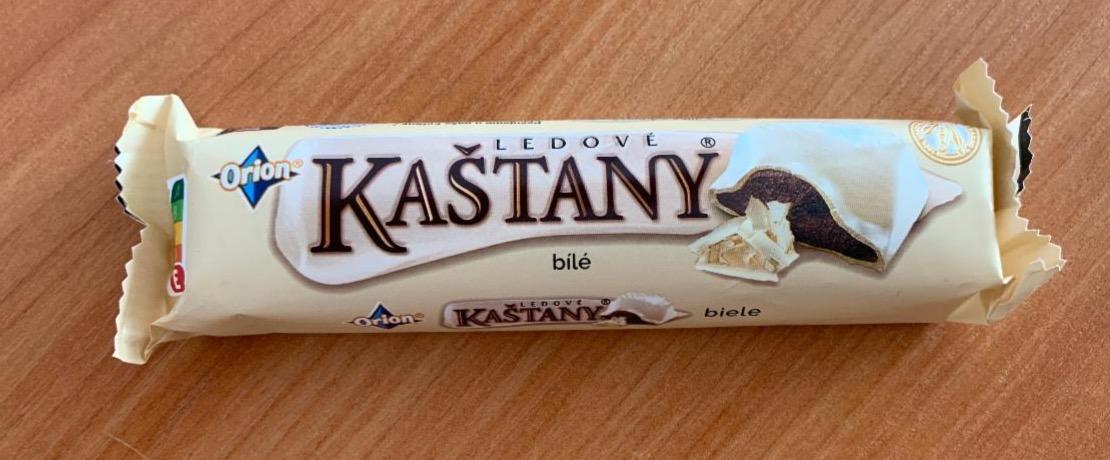 Orion®
LEDOVÉ ®
KAŠTANY
bílé
E
Orion
LEDOVÉ ®
KAŠTANY
biele